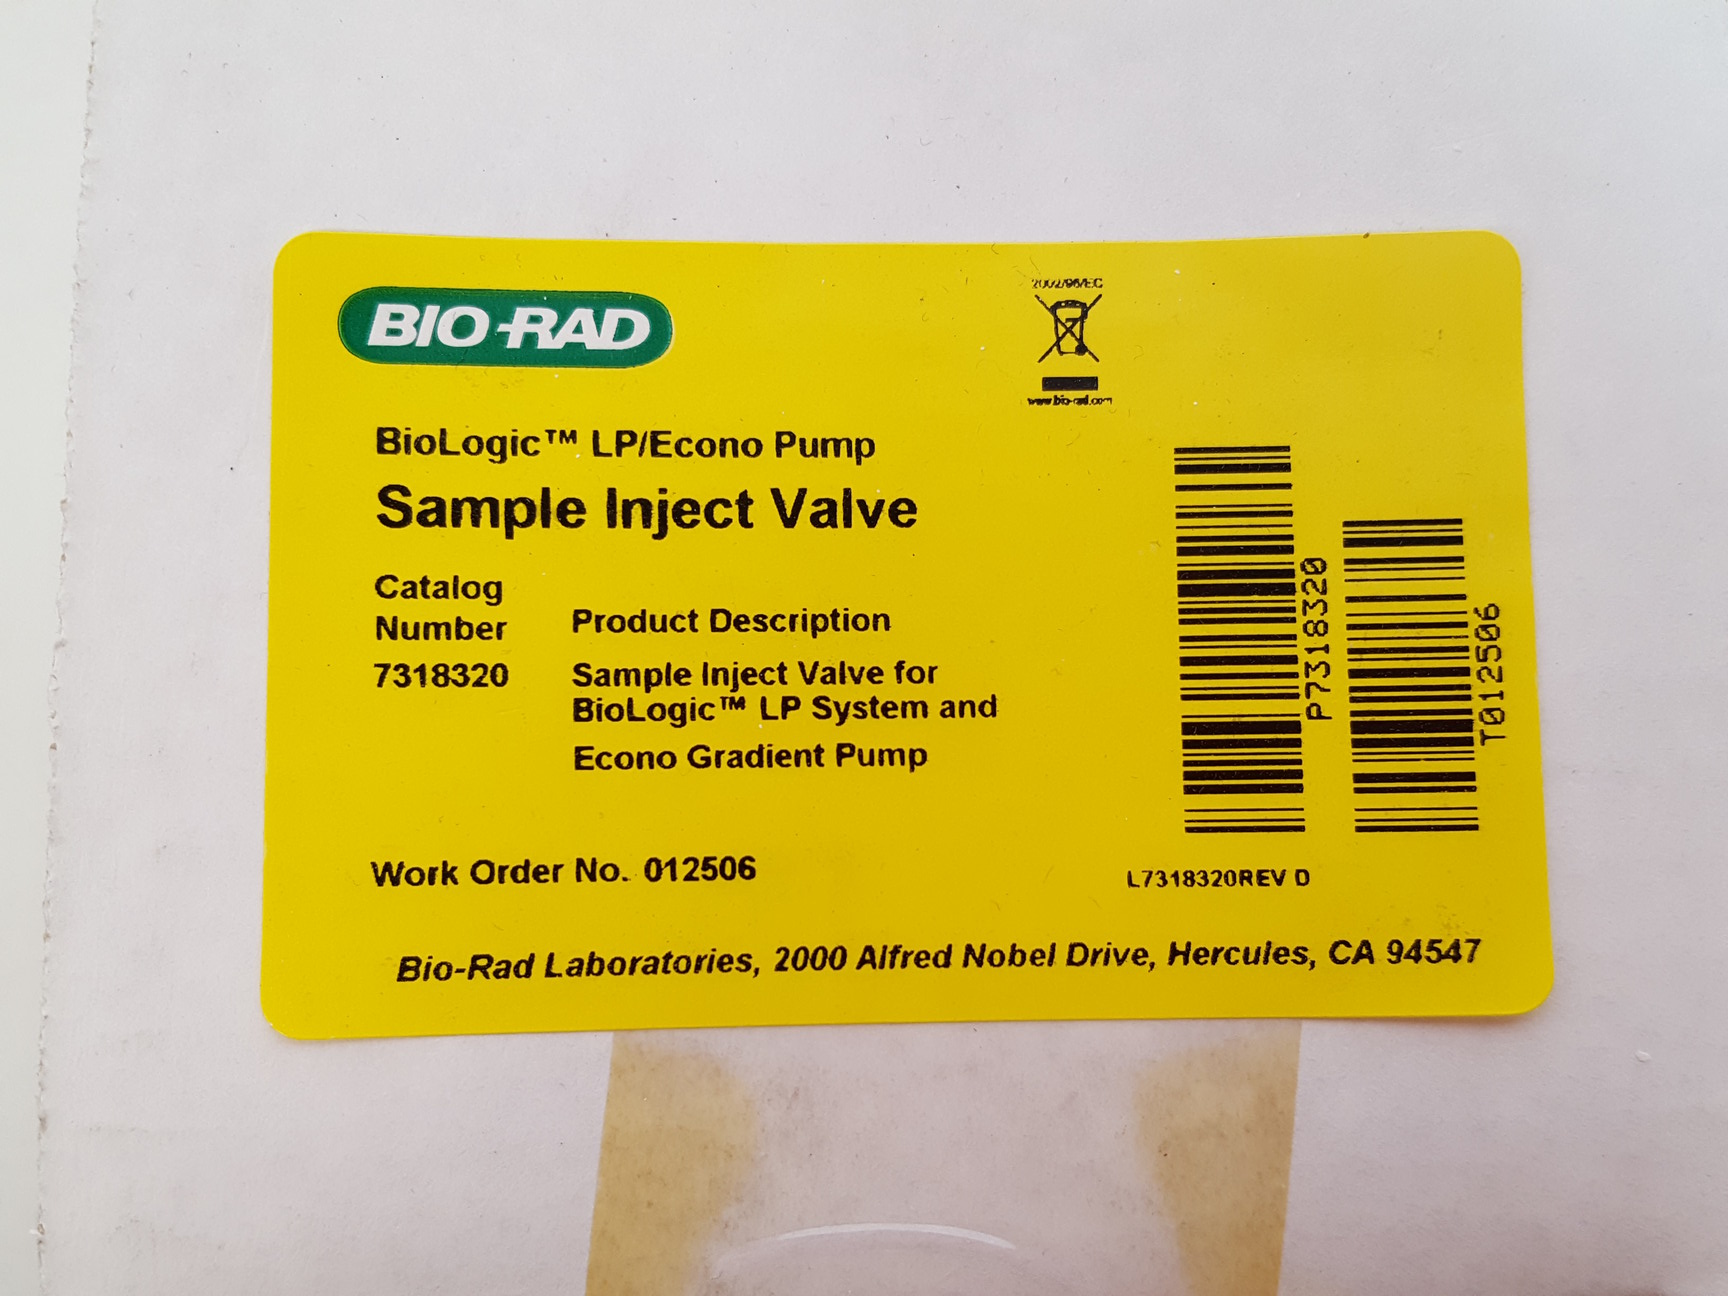 BIO-RAD
2002/96/EC
www.bio-rad.com
BioLogic™ LP/Econo Pump
Sample Inject Valve
Catalog
Number
Product Description
7318320
Sample Inject Valve for
BioLogic™ LP System and
Econo Gradient Pump
P7318320
T012506
Work Order No. 012506
L7318320REV D
Bio-Rad Laboratories, 2000 Alfred Nobel Drive, Hercules, CA 94547